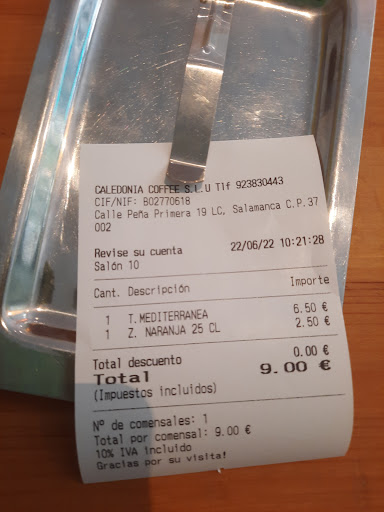 CALEDONIA COFFEE S.L.U Tlf 923830443
CIF/NIF: B02770618
Calle Peña Primera 19 LC, Salamanca C.P.37
002
Revise su cuenta 22/06/22 10:21:28
Salón 10
Cant. Descripción Importe
1 T.MEDITERRANEA 6.50 €
1 Z. NARANJA 25 CL 2.50 €
Total descuento 0.00 €
Total 9.00 €
(Impuestos incluidos)
Nº de comensales: 1
Total por comensal: 9.00 €
10% IVA incluido
Gracias por su visita!